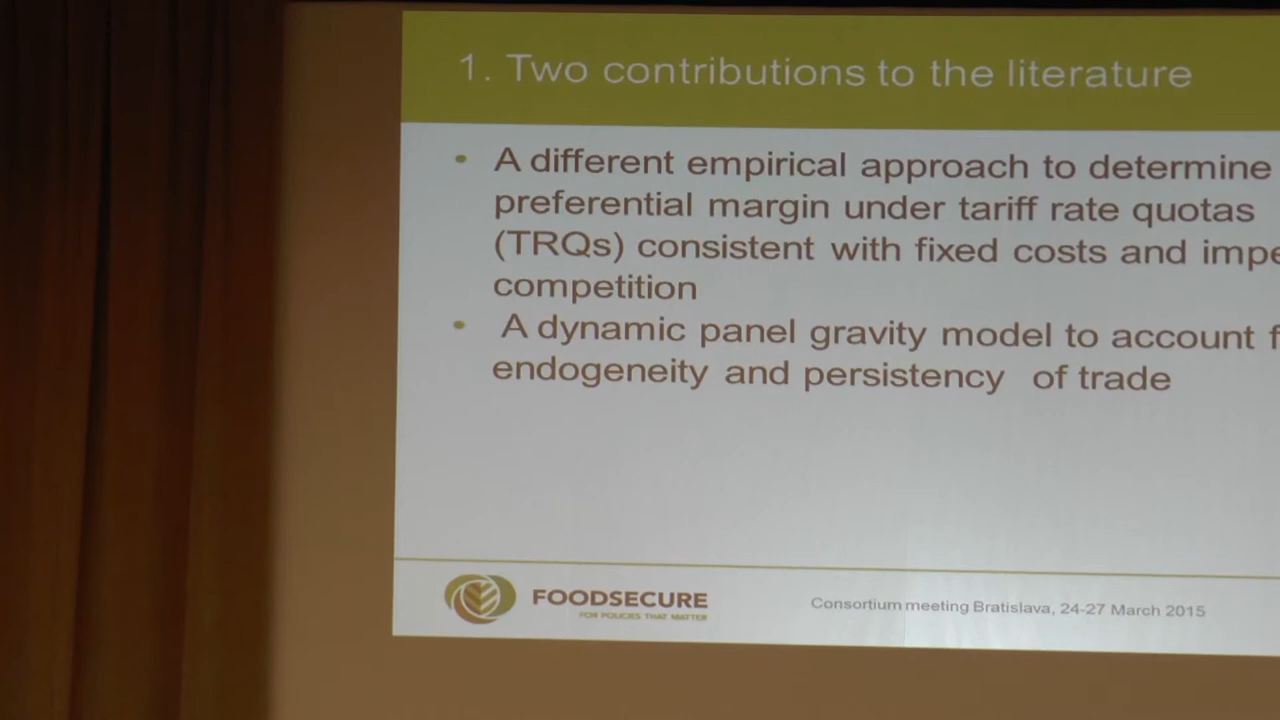 1. Two contributions to the literature
• A different empirical approach to determine
preferential margin under tariff rate quotas
(TRQs) consistent with fixed costs and
competition
• A dynamic panel gravity model to account
endogeneity and persistency of trade
FOODSECURE
FOR POLICIES THAT MATTER
Consortium meeting Bratislava, 24-27 March 2015